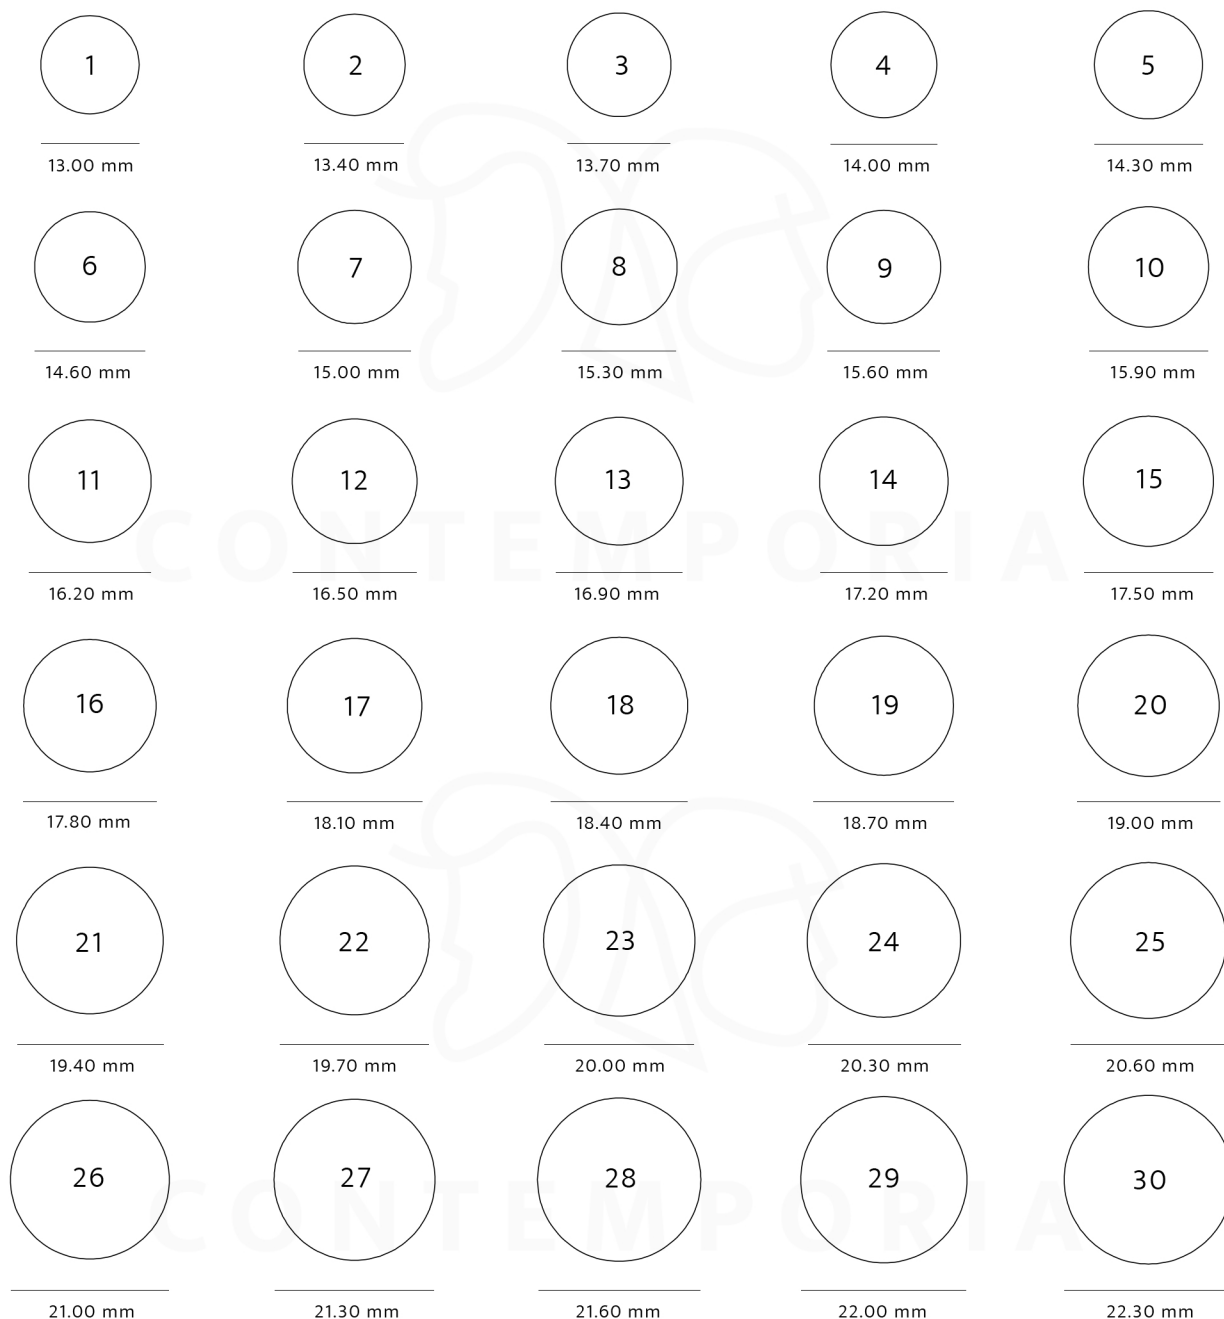 1 2 3 4 5
13.00 mm 13.40 mm 13.70 mm 14.00 mm 14.30 mm
6 7 8 9 10
14.60 mm 15.00 mm 15.30 mm 15.60 mm 15.90 mm
11 12 13 14 15
CONTEMPORIA
16.20 mm 16.50 mm 16.90 mm 17.20 mm 17.50 mm
16 17 18 19 20
17.80 mm 18.10 mm 18.40 mm 18.70 mm 19.00 mm
21 22 23 24 25
19.40 mm 19.70 mm 20.00 mm 20.30 mm 20.60 mm
26 27 28 29 30
CONTEMPORIA
21.00 mm 21.30 mm 21.60 mm 22.00 mm 22.30 mm